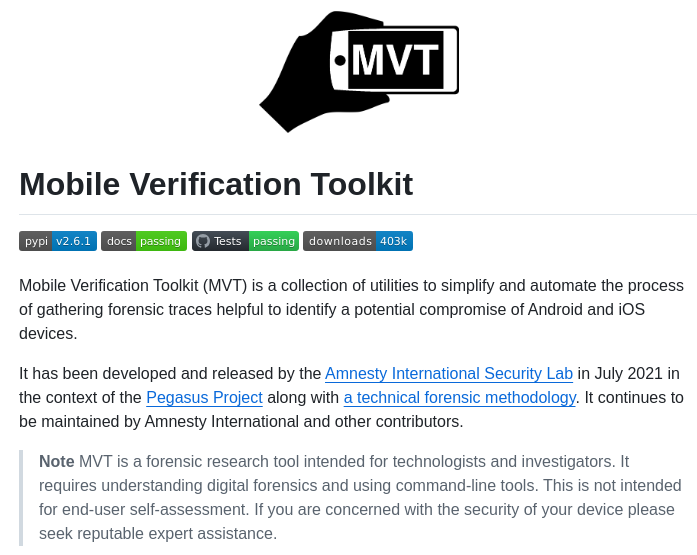 MVT
Mobile Verification Toolkit
pypi v2.6.1 docs passing Tests passing downloads 403k
Mobile Verification Toolkit (MVT) is a collection of utilities to simplify and automate the process
of gathering forensic traces helpful to identify a potential compromise of Android and iOS
devices.
It has been developed and released by the Amnesty International Security Lab in July 2021 in
the context of the Pegasus Project along with a technical forensic methodology. It continues to
be maintained by Amnesty International and other contributors.
Note MVT is a forensic research tool intended for technologists and investigators. It
requires understanding digital forensics and using command-line tools. This is not intended
for end-user self-assessment. If you are concerned with the security of your device please
seek reputable expert assistance.